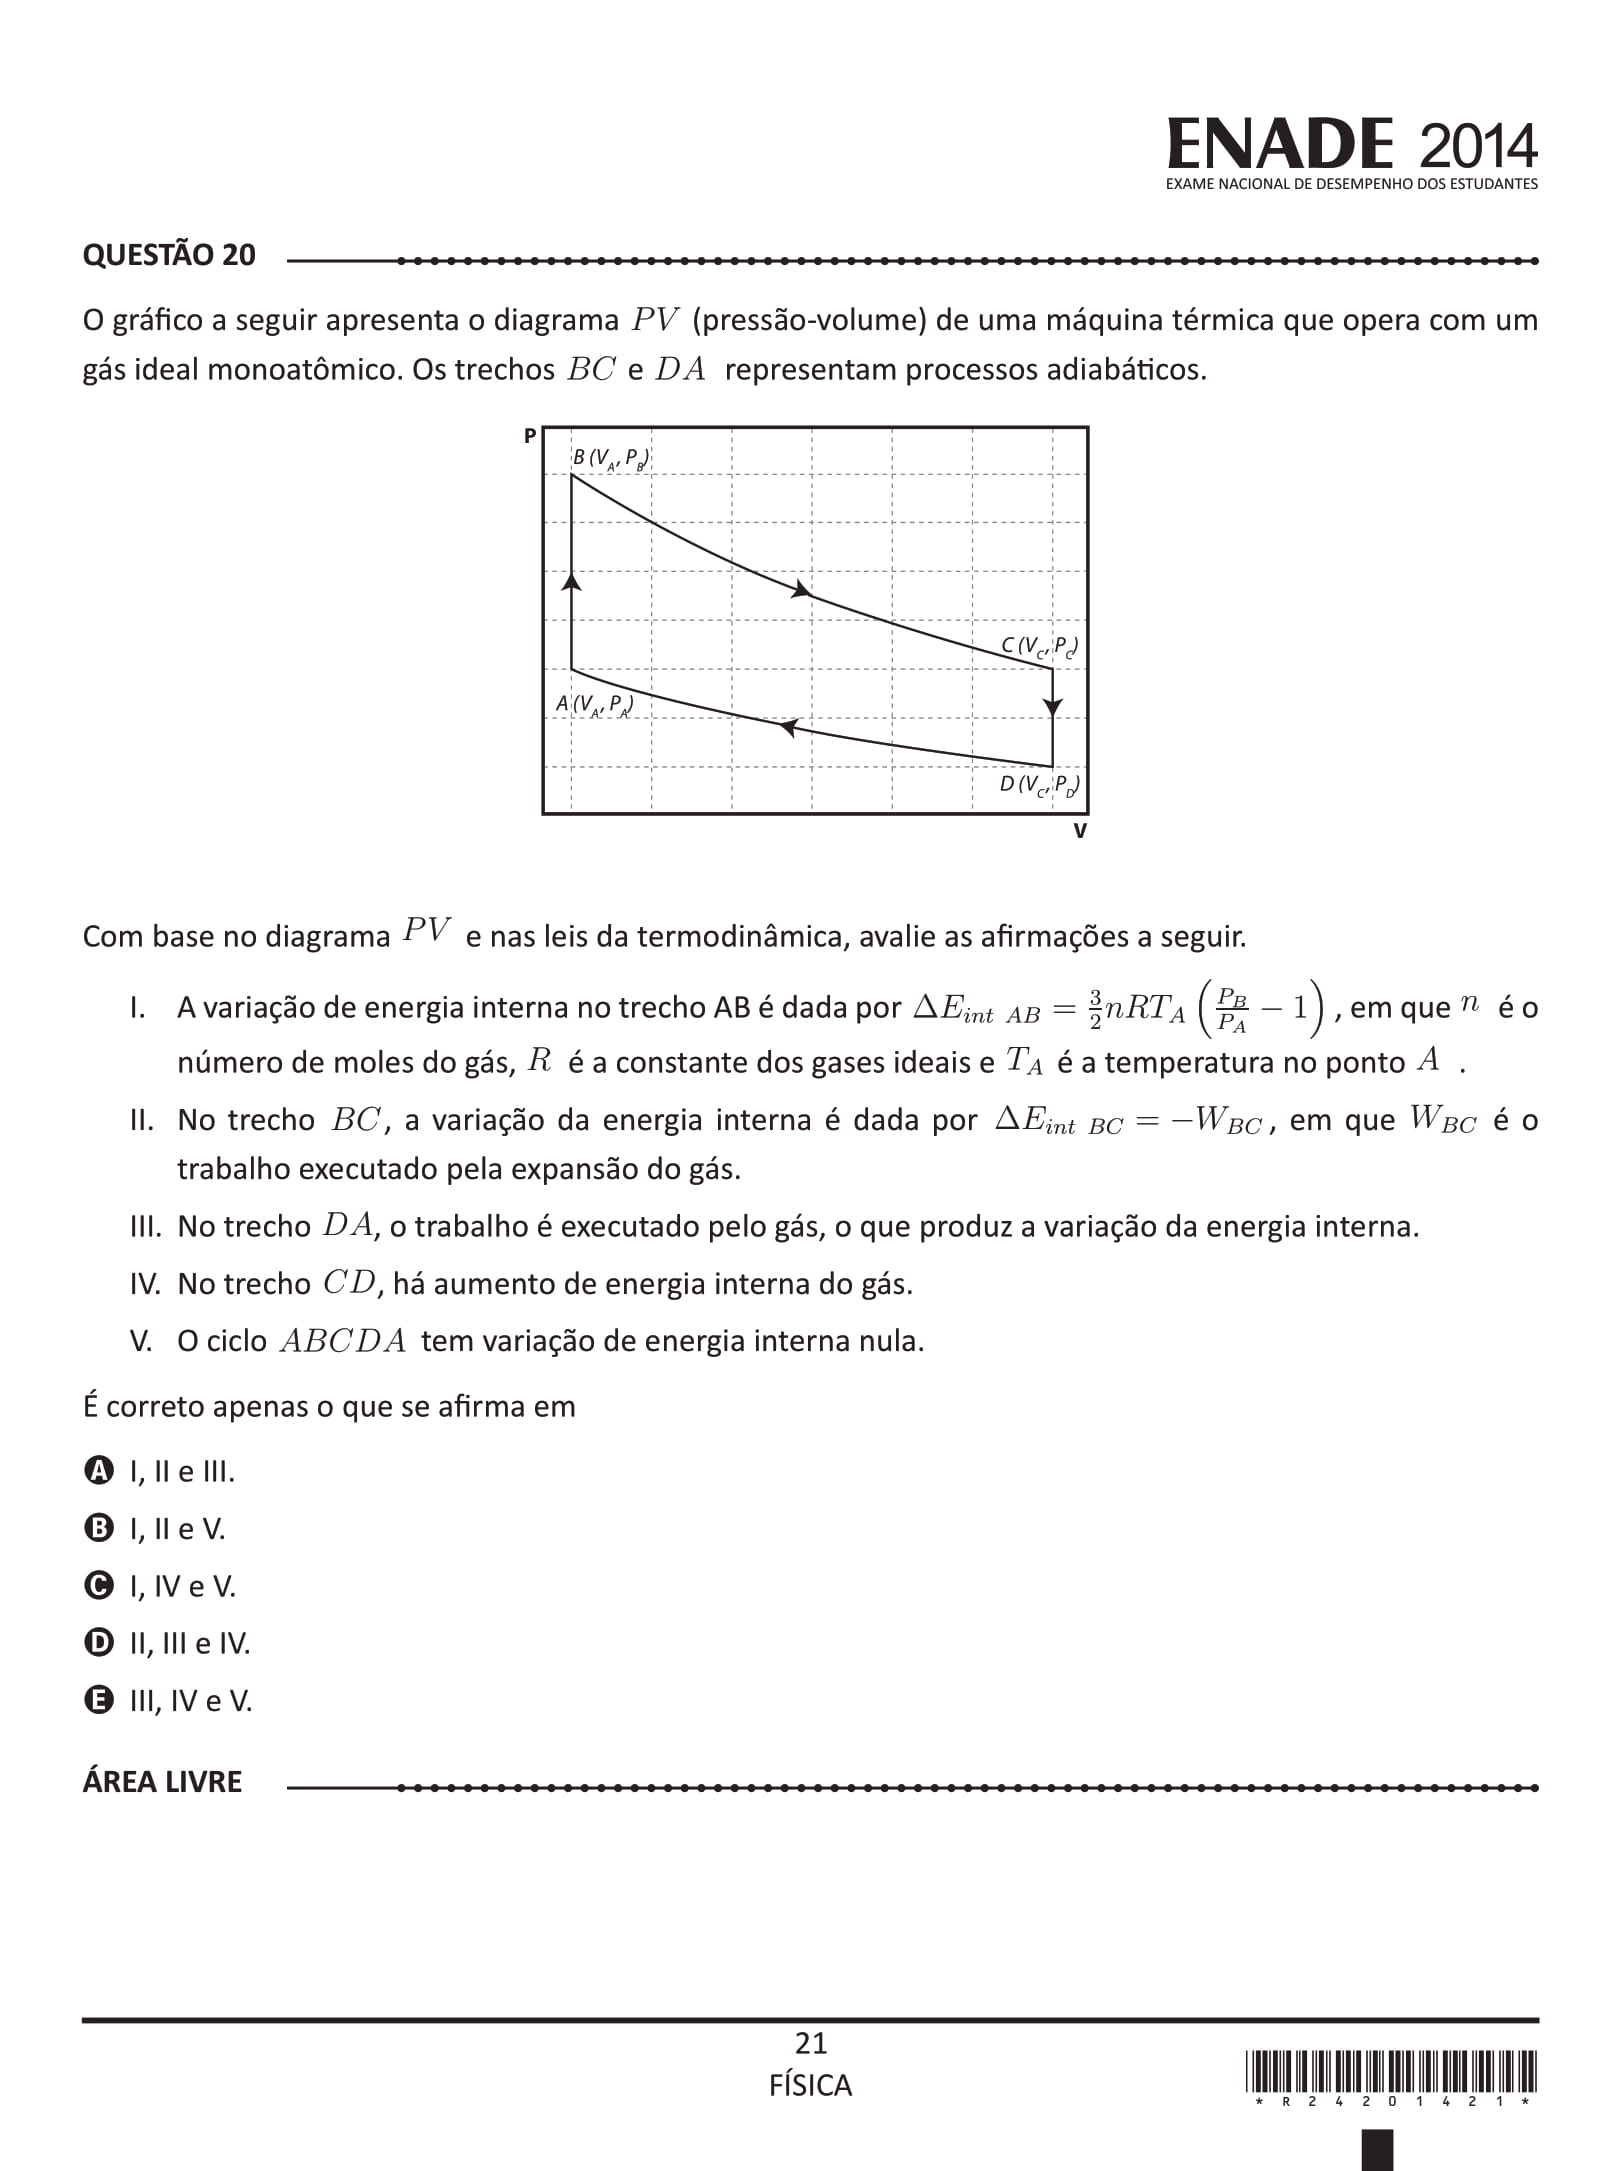 ENADE 2014
EXAME NACIONAL DE DESEMPENHO DOS ESTUDANTES
QUESTÃO 20
O gráfico a seguir apresenta o diagrama PV (pressão-volume) de uma máquina térmica que opera com um
gás ideal monoatômico. Os trechos BC e DA representam processos adiabáticos.
P
B (V_A, P_B)
C (V_C, P_C)
A (V_A, P_A)
D (V_C, P_D)
V
Com base no diagrama PV e nas leis da termodinâmica, avalie as afirmações a seguir.
I. A variação de energia interna no trecho AB é dada por ΔE_{int AB} = \frac{3}{2}nRT_A (\frac{P_B}{P_A} − 1), em que n é o
número de moles do gás, R é a constante dos gases ideais e T_A é a temperatura no ponto A .
II. No trecho BC, a variação da energia interna é dada por ΔE_{int BC} = −W_{BC}, em que W_{BC} é o
trabalho executado pela expansão do gás.
III. No trecho DA, o trabalho é executado pelo gás, o que produz a variação da energia interna.
IV. No trecho CD, há aumento de energia interna do gás.
V. O ciclo ABCDA tem variação de energia interna nula.
É correto apenas o que se afirma em
A I, II e III.
B I, II e V.
C I, IV e V.
D II, III e IV.
E III, IV e V.
ÁREA LIVRE
21
FÍSICA
* R 2 4 2 0 1 4 2 1 *